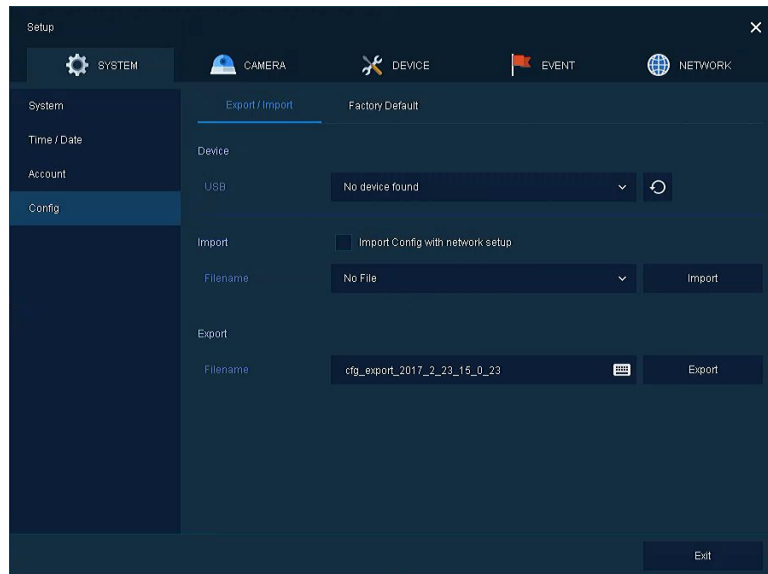 Setup
SYSTEM CAMERA DEVICE EVENT NETWORK
System
Time / Date
Account
Config
Export / Import Factory Default
Device
USB No device found
Import Import Config with network setup
Filename No File Import
Export
Filename cfg_export_2017_2_23_15_0_23 Export
Exit